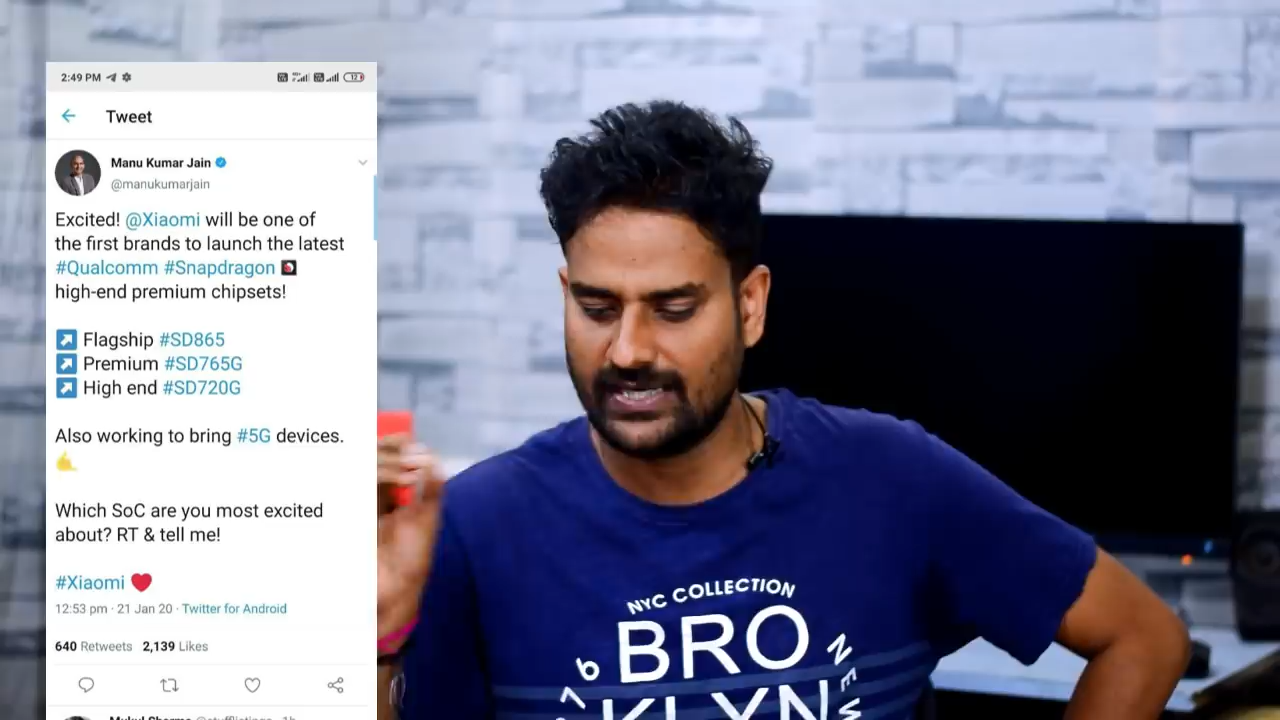 2:49 PM
Tweet
Manu Kumar Jain
@manukumarjain
Excited! @Xiaomi will be one of
the first brands to launch the latest
#Qualcomm #Snapdragon
high-end premium chipsets!
Flagship #SD865
Premium #SD765G
High end #SD720G
Also working to bring #5G devices.
Which SoC are you most excited
about? RT & tell me!
#Xiaomi ❤
12:53 pm · 21 Jan 20 · Twitter for Android
640 Retweets 2,139 Likes
NYC COLLECTION
BRO
KLYN